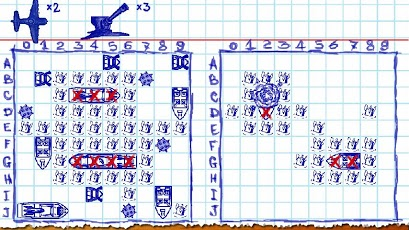 ×2 ×3
0 1 2 3 4 5 6 7 8 9 0 1 2 3 4 5 6 7 8 9
A A
B B
C C
D D
E E
F F
G G
H H
I I
J J